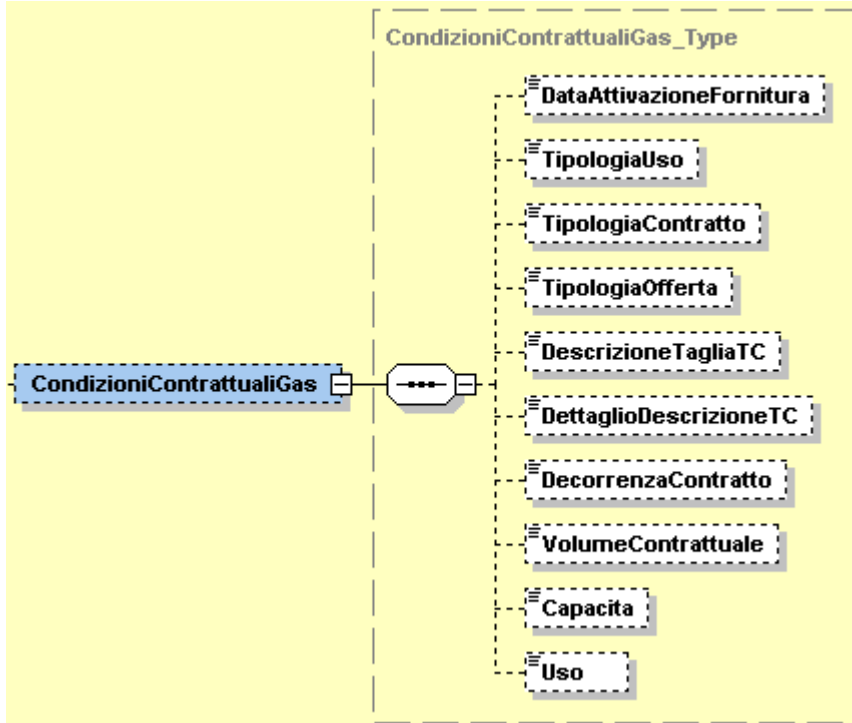 CondizioniContrattualiGas_Type
DataAttivazioneFornitura
TipologiaUso
TipologiaContratto
TipologiaOfferta
DescrizioneTagliaTC
CondizioniContrattualiGas
DettaglioDescrizioneTC
DecorrenzaContratto
VolumeContrattuale
Capacita
Uso